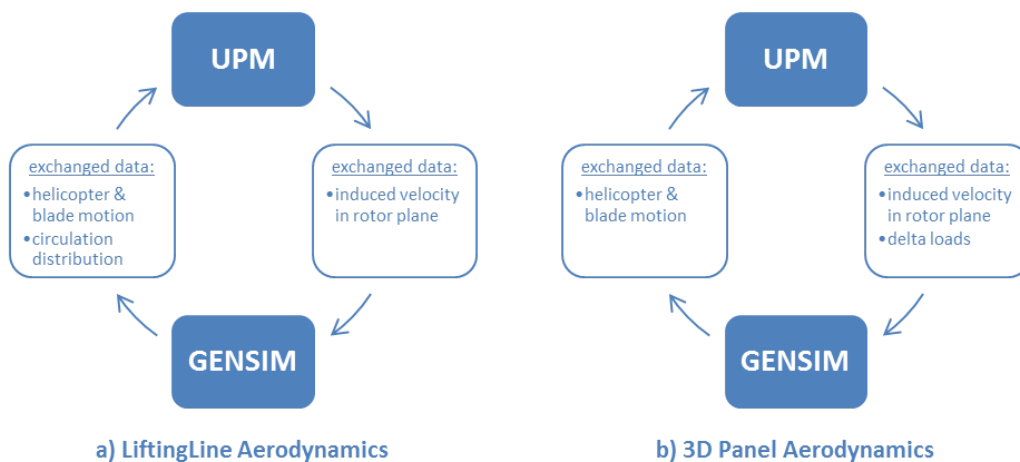 UPM
exchanged data:
•helicopter &
blade motion
•circulation
distribution
exchanged data:
•induced velocity
in rotor plane
GENSIM
a) LiftingLine Aerodynamics
UPM
exchanged data:
•helicopter &
blade motion
exchanged data:
•induced velocity
in rotor plane
•delta loads
GENSIM
b) 3D Panel Aerodynamics